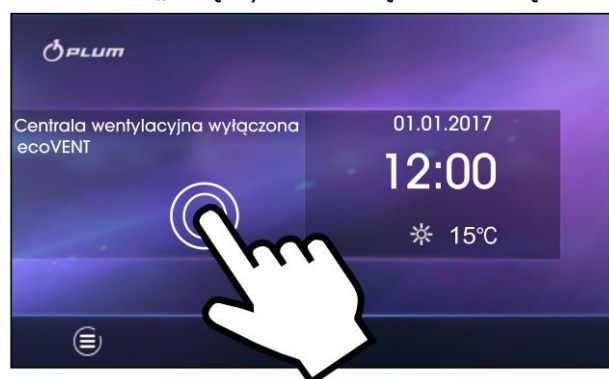 PLUM
Centrala wentylacyjna wyłączona
ecoVENT
01.01.2017
12:00
15°C